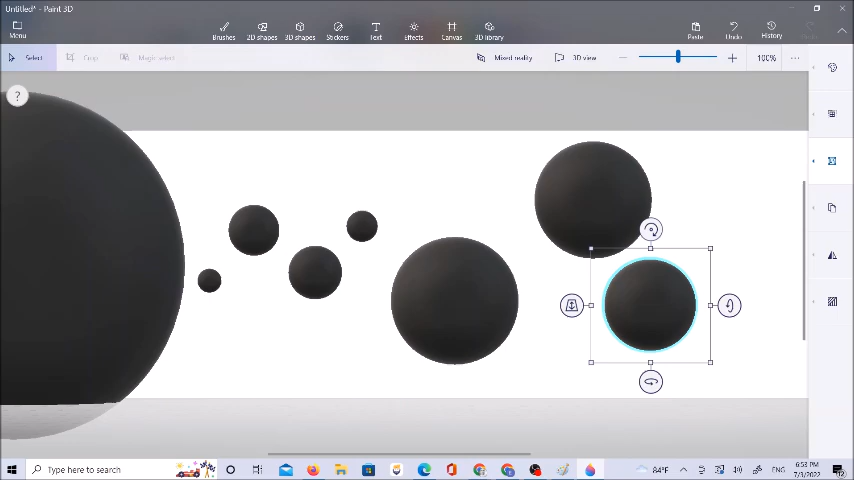 Untitled* - Paint 3D
Menu
Brushes
2D shapes
3D shapes
Stickers
Text
Effects
Canvas
3D library
Paste
Undo
History
Select
Crop
Magic select
Mixed reality
3D view
100%
?
Type here to search
84°F
ENG
6:53 PM
7/3/2022